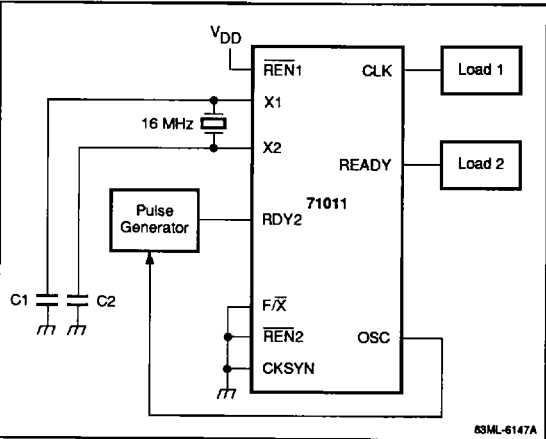 VDD
REN1
CLK
Load 1
X1
16 MHz
X2
READY
Load 2
71011
Pulse
Generator
RDY2
C1
C2
F/X
REN2
OSC
CKSYN
83ML-6147A